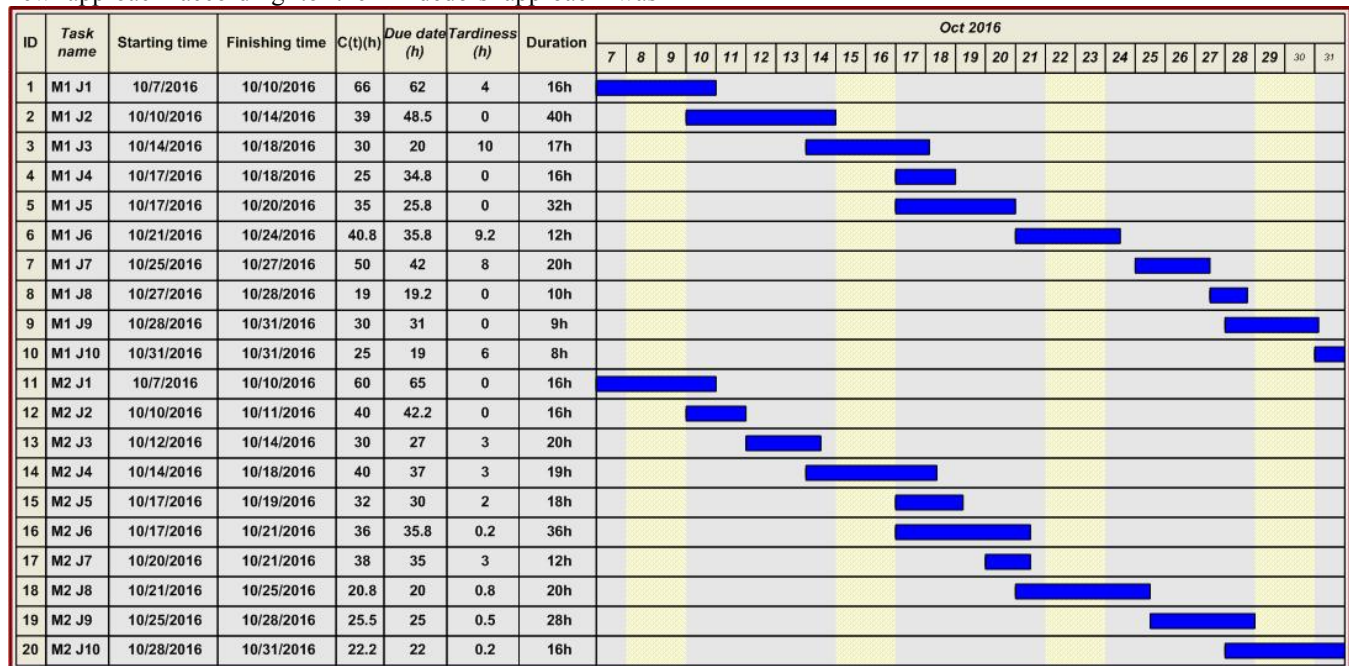 ID Task name Starting time Finishing time C(t)(h) Due date (h) Tardiness (h) Duration Oct 2016
7 8 9 10 11 12 13 14 15 16 17 18 19 20 21 22 23 24 25 26 27 28 29 30 31
1 M1 J1 10/7/2016 10/10/2016 66 62 4 16h
2 M1 J2 10/10/2016 10/14/2016 39 48.5 0 40h
3 M1 J3 10/14/2016 10/18/2016 30 20 10 17h
4 M1 J4 10/17/2016 10/18/2016 25 34.8 0 16h
5 M1 J5 10/17/2016 10/20/2016 35 25.8 0 32h
6 M1 J6 10/21/2016 10/24/2016 40.8 35.8 9.2 12h
7 M1 J7 10/25/2016 10/27/2016 50 42 8 20h
8 M1 J8 10/27/2016 10/28/2016 19 19.2 0 10h
9 M1 J9 10/28/2016 10/31/2016 30 31 0 9h
10 M1 J10 10/31/2016 10/31/2016 25 19 6 8h
11 M2 J1 10/7/2016 10/10/2016 60 65 0 16h
12 M2 J2 10/10/2016 10/11/2016 40 42.2 0 16h
13 M2 J3 10/12/2016 10/14/2016 30 27 3 20h
14 M2 J4 10/14/2016 10/18/2016 40 37 3 19h
15 M2 J5 10/17/2016 10/19/2016 32 30 2 18h
16 M2 J6 10/17/2016 10/21/2016 36 35.8 0.2 36h
17 M2 J7 10/20/2016 10/21/2016 38 35 3 12h
18 M2 J8 10/21/2016 10/25/2016 20.8 20 0.8 20h
19 M2 J9 10/25/2016 10/28/2016 25.5 25 0.5 28h
20 M2 J10 10/28/2016 10/31/2016 22.2 22 0.2 16h